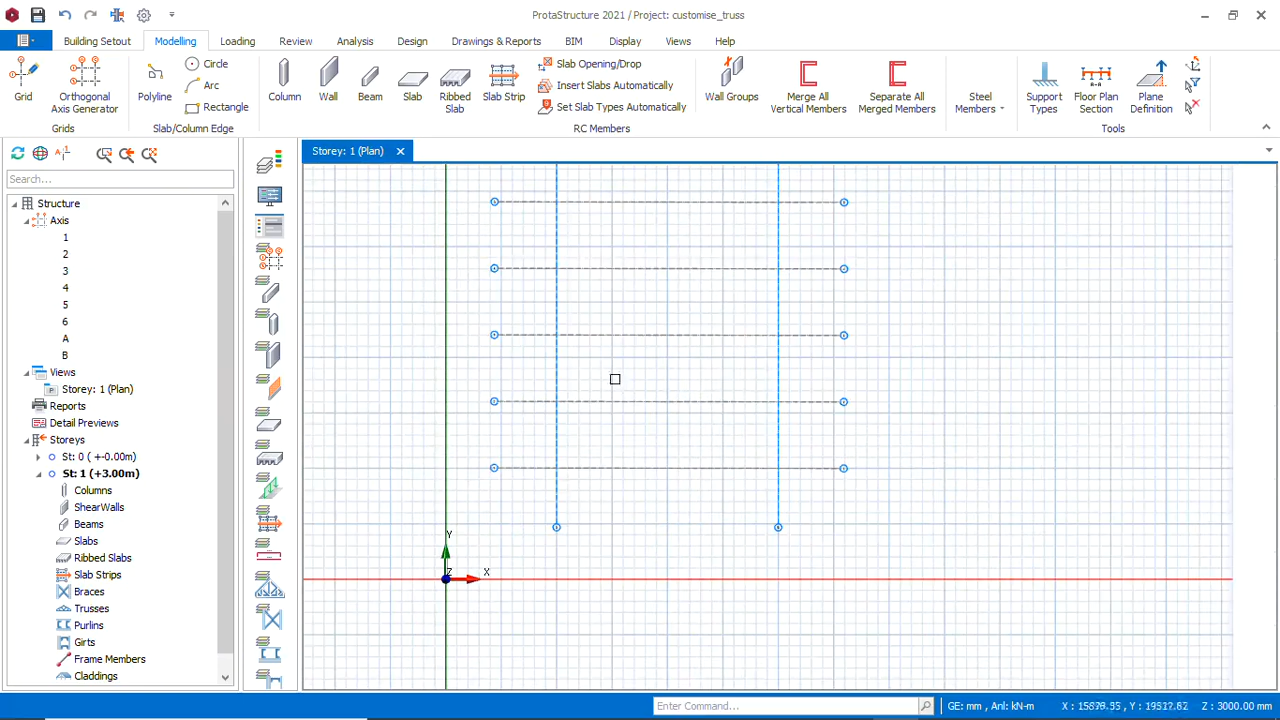 ProtaStructure 2021 / Project: customise_truss
Building Setout
Modelling
Loading
Review
Analysis
Design
Drawings & Reports
BIM
Display
Views
Help
Grid
Orthogonal
Axis Generator
Grids
Polyline
Circle
Arc
Rectangle
Slab/Column Edge
Column
Wall
Beam
Slab
Ribbed
Slab
Slab Strip
Slab Opening/Drop
Insert Slabs Automatically
Set Slab Types Automatically
RC Members
Wall Groups
Merge All
Vertical Members
Separate All
Merged Members
Steel
Members
Support
Types
Floor Plan
Section
Plane
Definition
Tools
Search...
Structure
Axis
1
2
3
4
5
6
A
B
Views
Storey: 1 (Plan)
Reports
Detail Previews
Storeys
St: 0 ( +-0.00m)
St: 1 (+3.00m)
Columns
ShearWalls
Beams
Slabs
Ribbed Slabs
Slab Strips
Braces
Trusses
Purlins
Girts
Frame Members
Claddings
Storey: 1 (Plan)
Y
Z
X
Enter Command...
GE: mm , Anl: kN-m
X : 15879.55 , Y : 19517.82
Z : 3000.00 mm